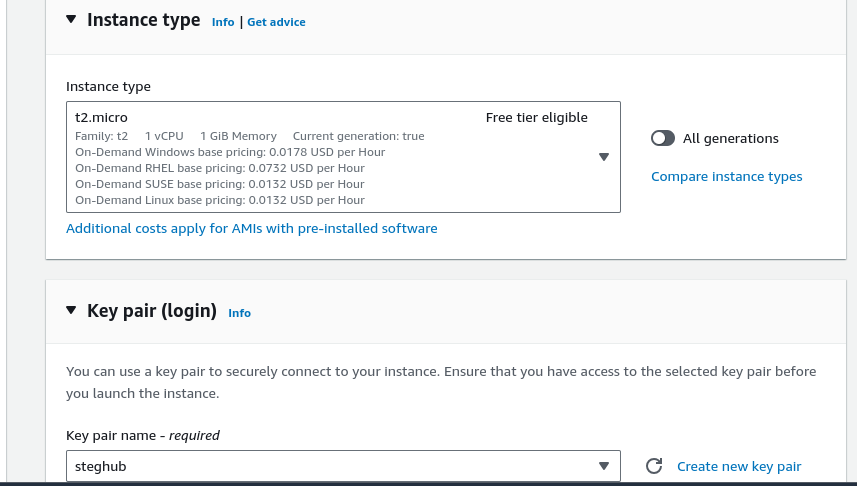 Instance type Info | Get advice
Instance type
t2.micro Free tier eligible
Family: t2 1 vCPU 1 GiB Memory Current generation: true
On-Demand Windows base pricing: 0.0178 USD per Hour
On-Demand RHEL base pricing: 0.0732 USD per Hour
On-Demand SUSE base pricing: 0.0132 USD per Hour
On-Demand Linux base pricing: 0.0132 USD per Hour
All generations
Compare instance types
Additional costs apply for AMIs with pre-installed software
Key pair (login) Info
You can use a key pair to securely connect to your instance. Ensure that you have access to the selected key pair before
you launch the instance.
Key pair name - required
steghub
Create new key pair